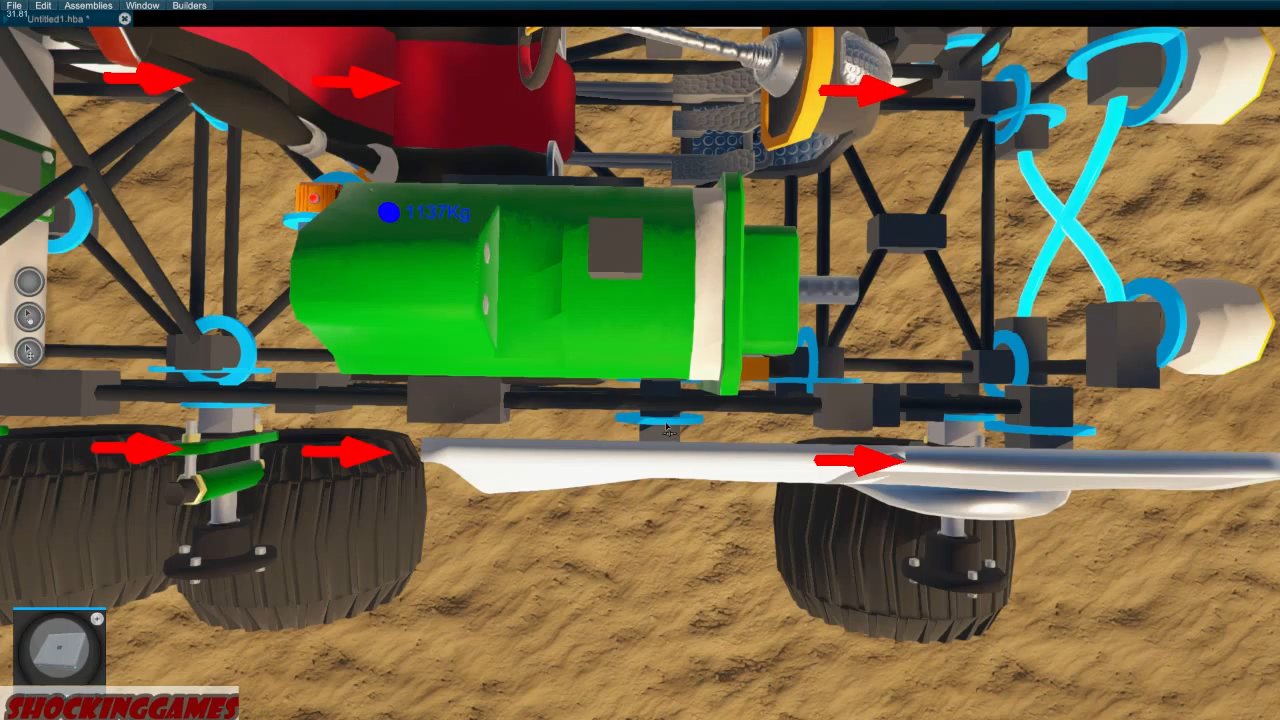 File Edit Assemblies Window Builders
31.81
Untitled1.hba *
1137Kg
SHOCKINGGAMES